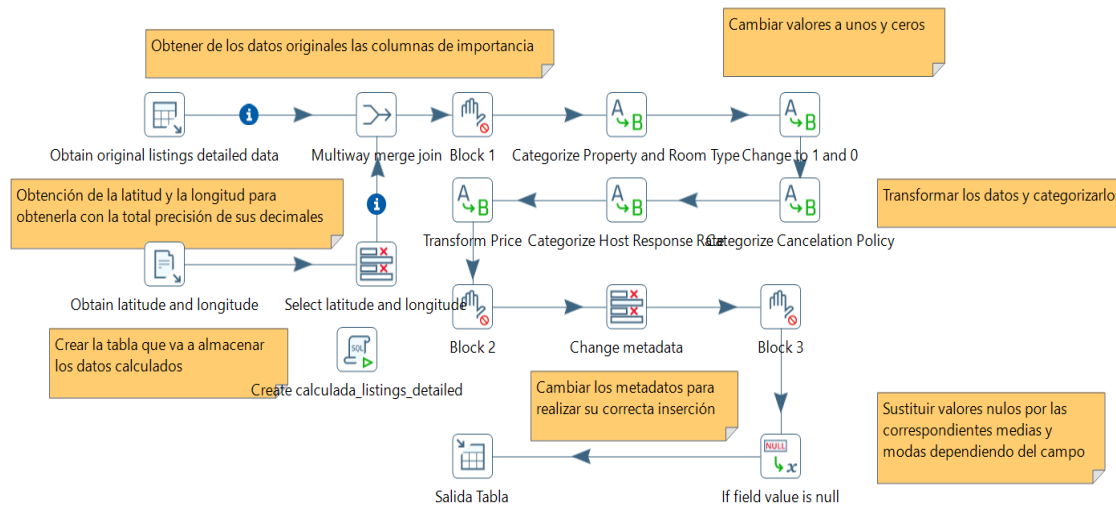 Cambiar valores a unos y ceros
Obtener de los datos originales las columnas de importancia
Obtain original listings detailed data
Multiway merge join
Block 1
Categorize Property and Room Type
Change to 1 and 0
Obtención de la latitud y la longitud para
obtenerla con la total precisión de sus decimales
Transformar los datos y categorizarlo
Transform Price
Categorize Host Response Rate
Categorize Cancelation Policy
Obtain latitude and longitude
Select latitude and longitude
Block 2
Change metadata
Block 3
Crear la tabla que va a almacenar
los datos calculados
SQL
Create calculada_listings_detailed
Cambiar los metadatos para
realizar su correcta inserción
Sustituir valores nulos por las
correspondientes medias y
modas dependiendo del campo
NULL
x
Salida Tabla
If field value is null
A
B
A
B
A
B
A
B
A
B
i
i